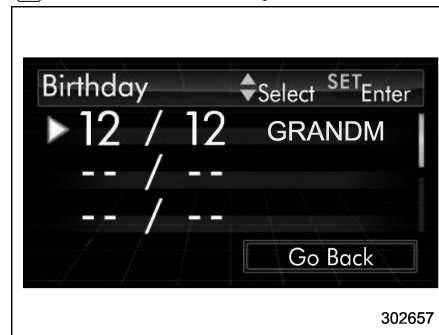 Birthday Select SET Enter
12 / 12 GRANDM
-- / --
-- / --
Go Back
302657